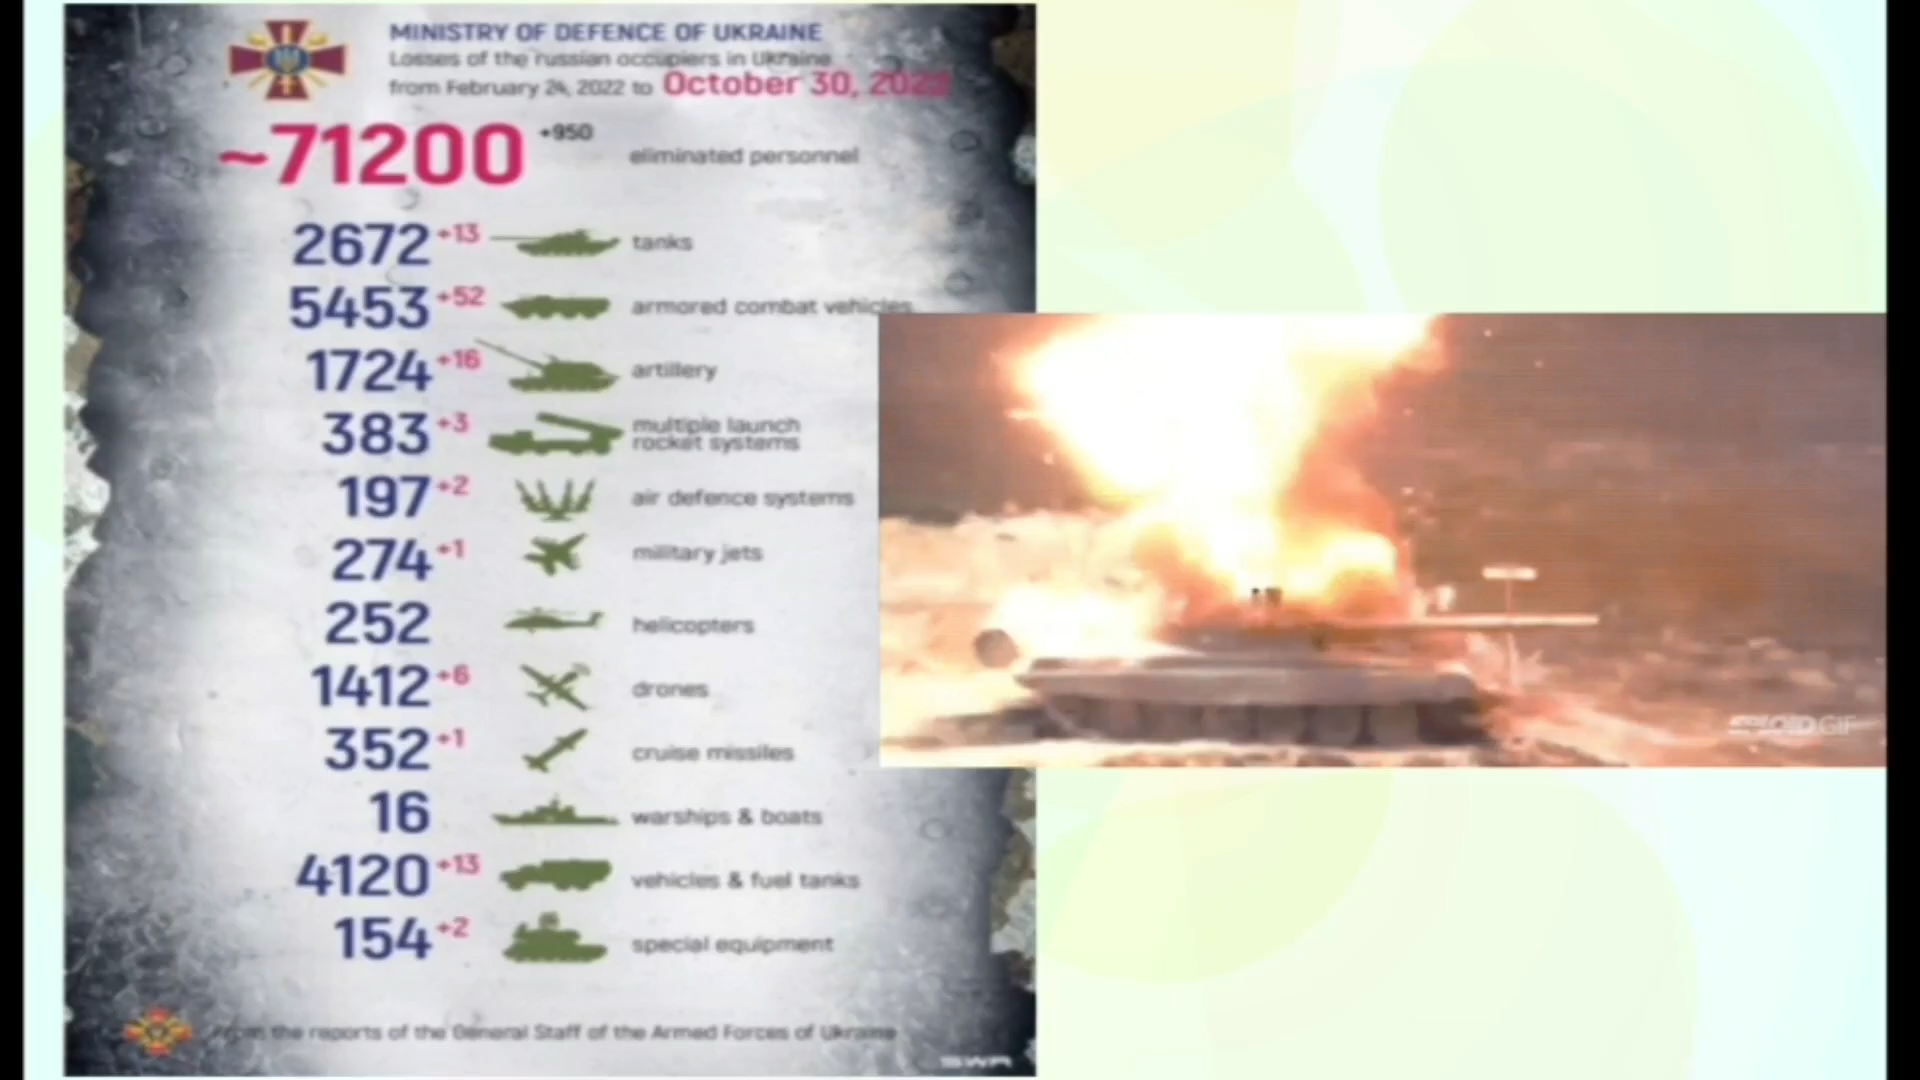 MINISTRY OF DEFENCE OF UKRAINE
Losses of the russian occupiers in Ukraine
from February 24, 2022 to October 30, 2022
~71200 +950 eliminated personnel
2672 +13 tanks
5453 +52 armored combat vehicles
1724 +16 artillery
383 +3 multiple launch
rocket systems
197 +2 air defence systems
274 +1 military jets
252 helicopters
1412 +6 drones
352 +1 cruise missiles
16 warships & boats
4120 +13 vehicles & fuel tanks
154 +2 special equipment
From the reports of the General Staff of the Armed Forces of Ukraine